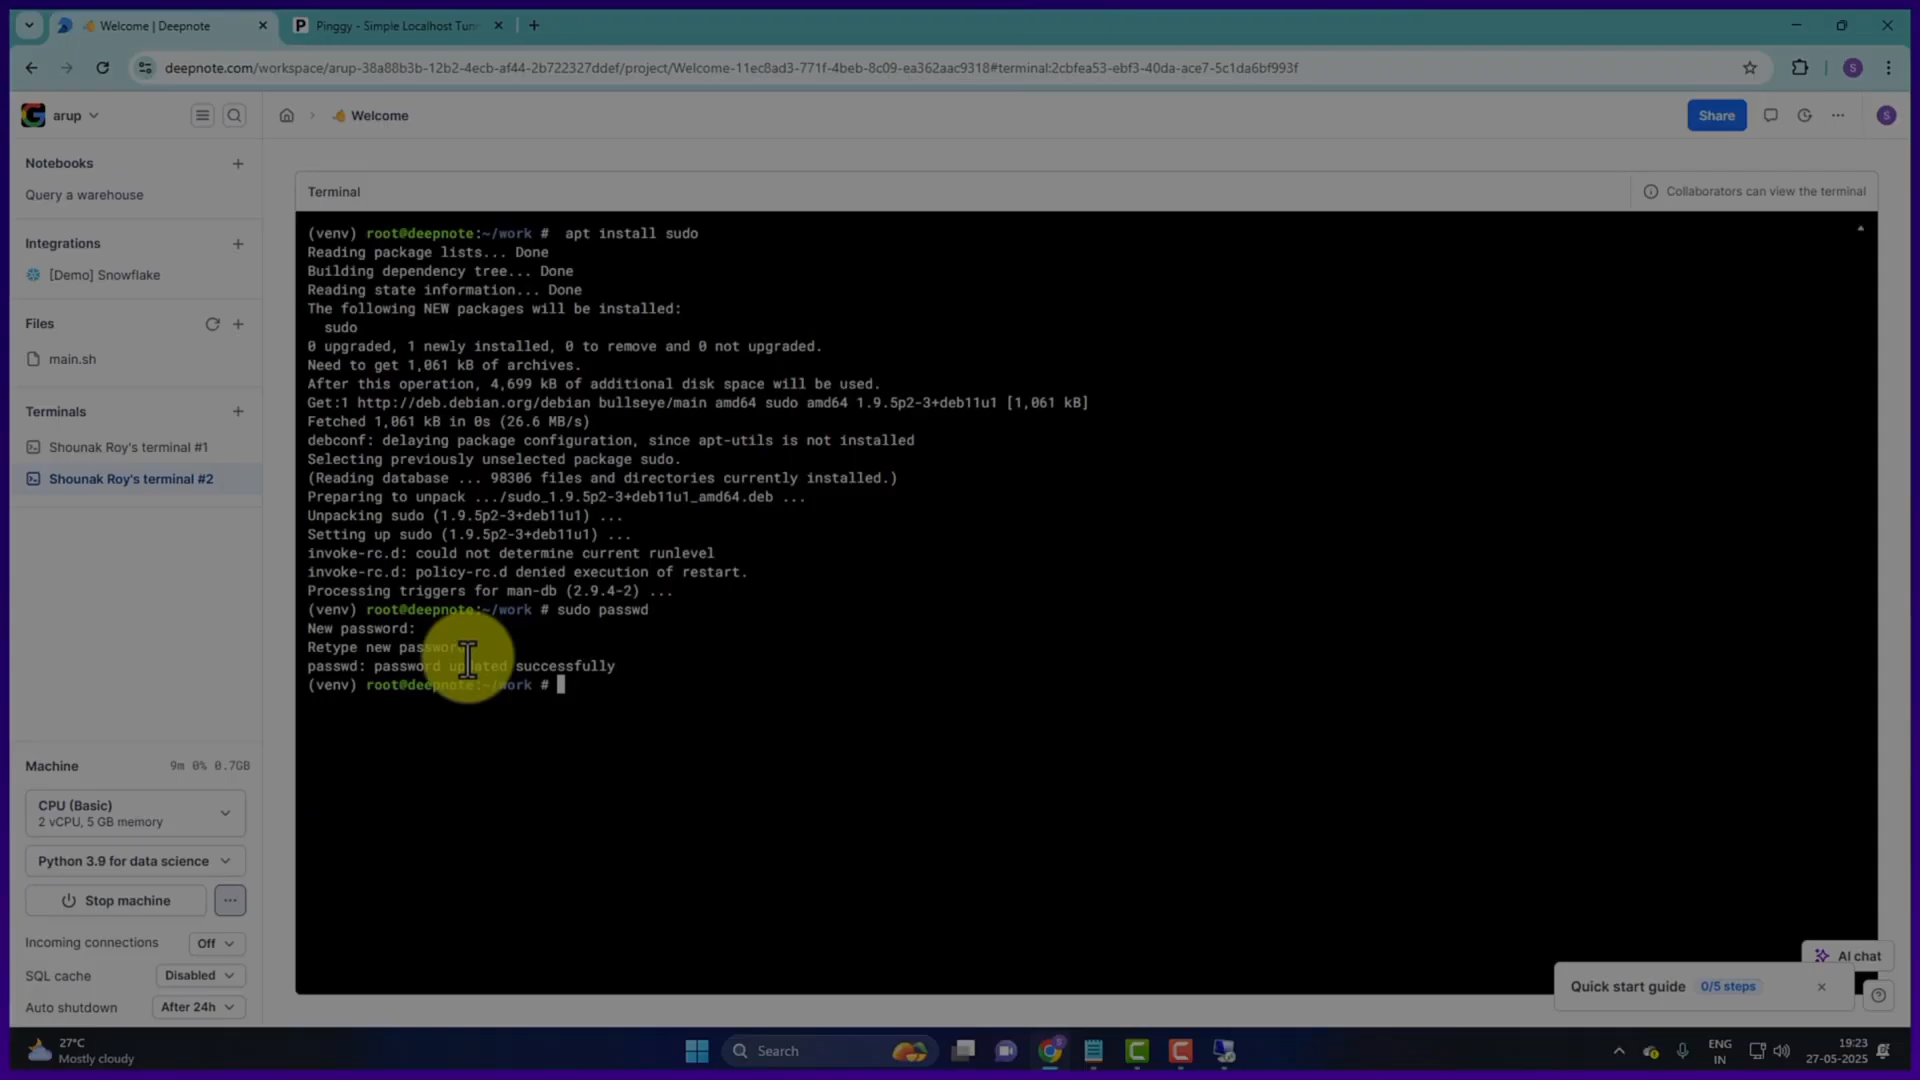 Welcome | Deepnote
Pinggy - Simple Localhost Tun
deepnote.com/workspace/arup-38a88b3b-12b2-4ecb-af44-2b722327ddef/project/Welcome-11ec8ad3-771f-4beb-8c09-ea362aac9318#terminal:2cbfea53-ebf3-40da-ace7-5c1da6bf993f
S
arup
Welcome
Share
S
Notebooks
Query a warehouse
Integrations
[Demo] Snowflake
Files
main.sh
Terminals
Shounak Roy's terminal #1
Shounak Roy's terminal #2
Terminal
Collaborators can view the terminal
(venv) root@deepnote:~/work # apt install sudo
Reading package lists... Done
Building dependency tree... Done
Reading state information... Done
The following NEW packages will be installed:
sudo
0 upgraded, 1 newly installed, 0 to remove and 0 not upgraded.
Need to get 1,061 kB of archives.
After this operation, 4,699 kB of additional disk space will be used.
Get:1 http://deb.debian.org/debian bullseye/main amd64 sudo amd64 1.9.5p2-3+deb11u1 [1,061 kB]
Fetched 1,061 kB in 0s (26.6 MB/s)
debconf: delaying package configuration, since apt-utils is not installed
Selecting previously unselected package sudo.
(Reading database ... 98306 files and directories currently installed.)
Preparing to unpack .../sudo_1.9.5p2-3+deb11u1_amd64.deb ...
Unpacking sudo (1.9.5p2-3+deb11u1) ...
Setting up sudo (1.9.5p2-3+deb11u1) ...
invoke-rc.d: could not determine current runlevel
invoke-rc.d: policy-rc.d denied execution of restart.
Processing triggers for man-db (2.9.4-2) ...
(venv) root@deepnote:~/work # sudo passwd
New password:
Retype new password:
passwd: password updated successfully
(venv) root@deepnote:~/work #
Machine
9m 0% 0.7GB
CPU (Basic)
2 vCPU, 5 GB memory
Python 3.9 for data science
Stop machine
Incoming connections
Off
SQL cache
Disabled
Auto shutdown
After 24h
AI chat
Quick start guide
0/5 steps
27°C
Mostly cloudy
Search
ENG
IN
19:23
27-05-2025